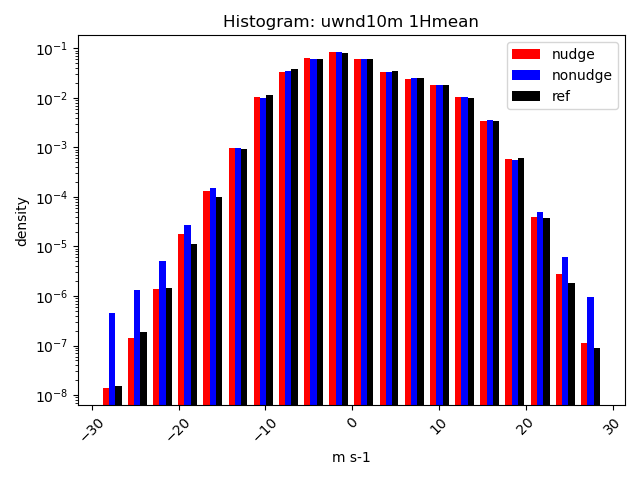 Histogram: uwnd10m 1Hmean
nudge
nonudge
ref
density
10⁻¹
10⁻²
10⁻³
10⁻⁴
10⁻⁵
10⁻⁶
10⁻⁷
10⁻⁸
−30 −20 −10 0 10 20 30
m s-1